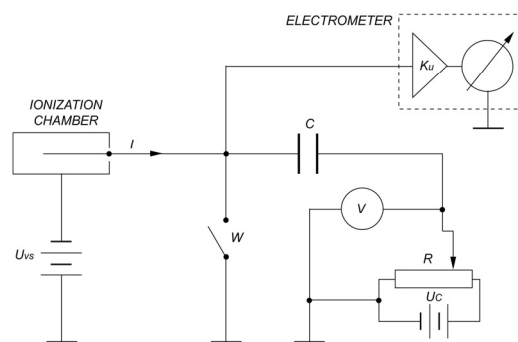 ELECTROMETER
Ku
IONIZATION
CHAMBER
I
C
V
W
Uvs
R
Uc